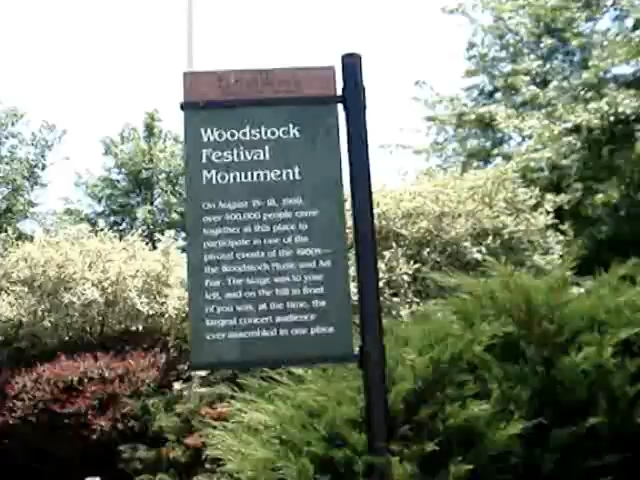 Woodstock
Festival
Monument
On August 15-18, 1969,
over 400,000 people came
together at this place to
participate in one of the
pivotal events of the 1960s—
the Woodstock Music and Art
Fair. The stage was to your
left, and on the hill in front
of you was, at the time, the
largest concert audience
ever assembled in one place.